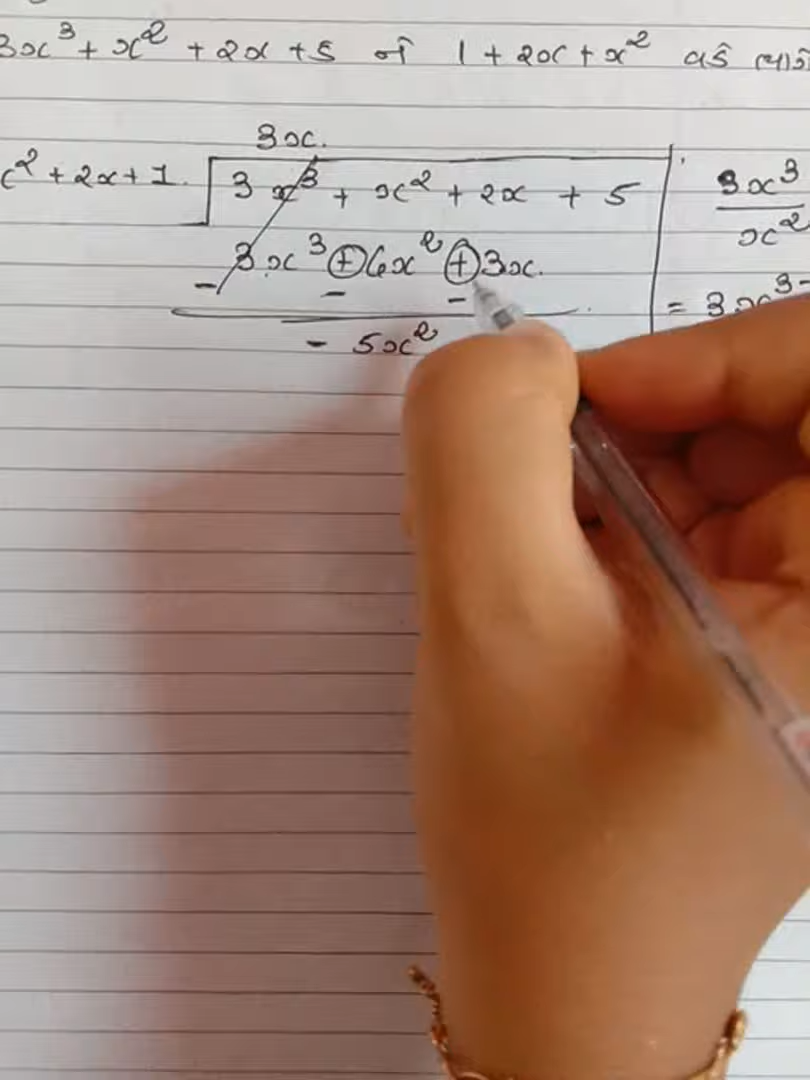 3x³ + x² + 2x + 5 ને 1 + 2x + x² વડે
3x.
x² + 2x + 1 3x³ + x² + 2x + 5
3x³ + 6x² + 3x.
- - -
- 5x²
3x³
x²
= 3x³⁻